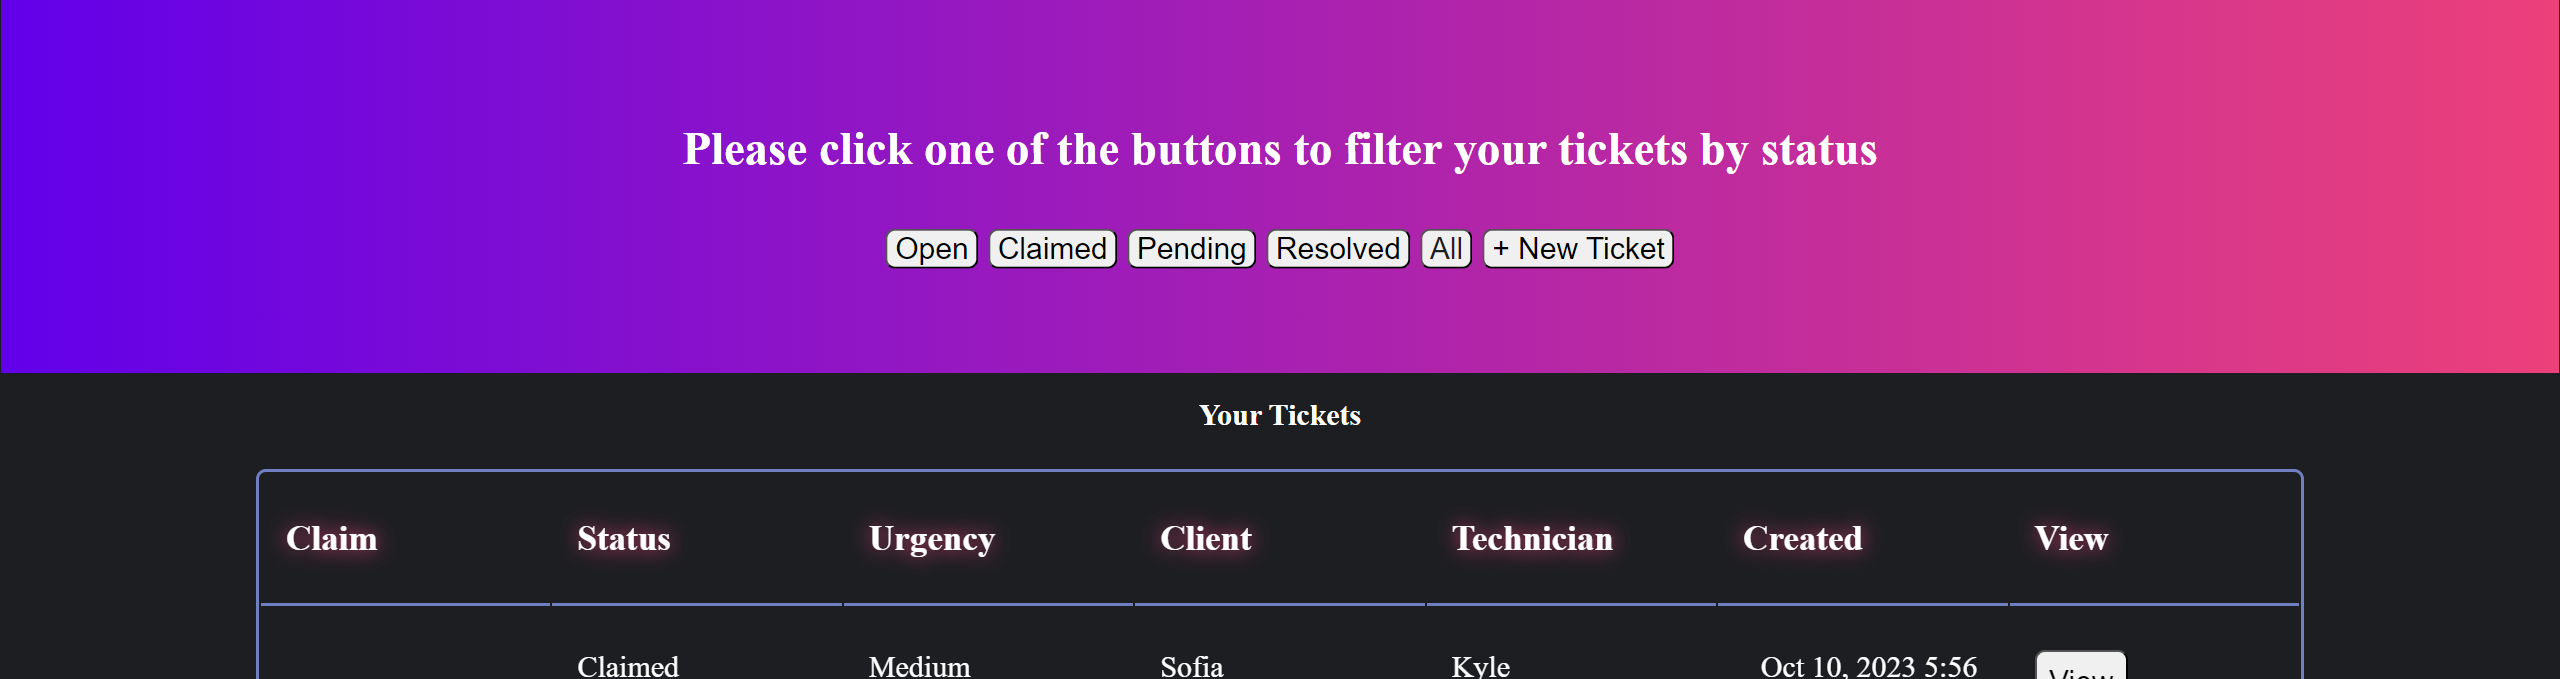 Please click one of the buttons to filter your tickets by status
Open Claimed Pending Resolved All + New Ticket
Your Tickets
Claim Status Urgency Client Technician Created View
Claimed Medium Sofia Kyle Oct 10, 2023 5:56 View